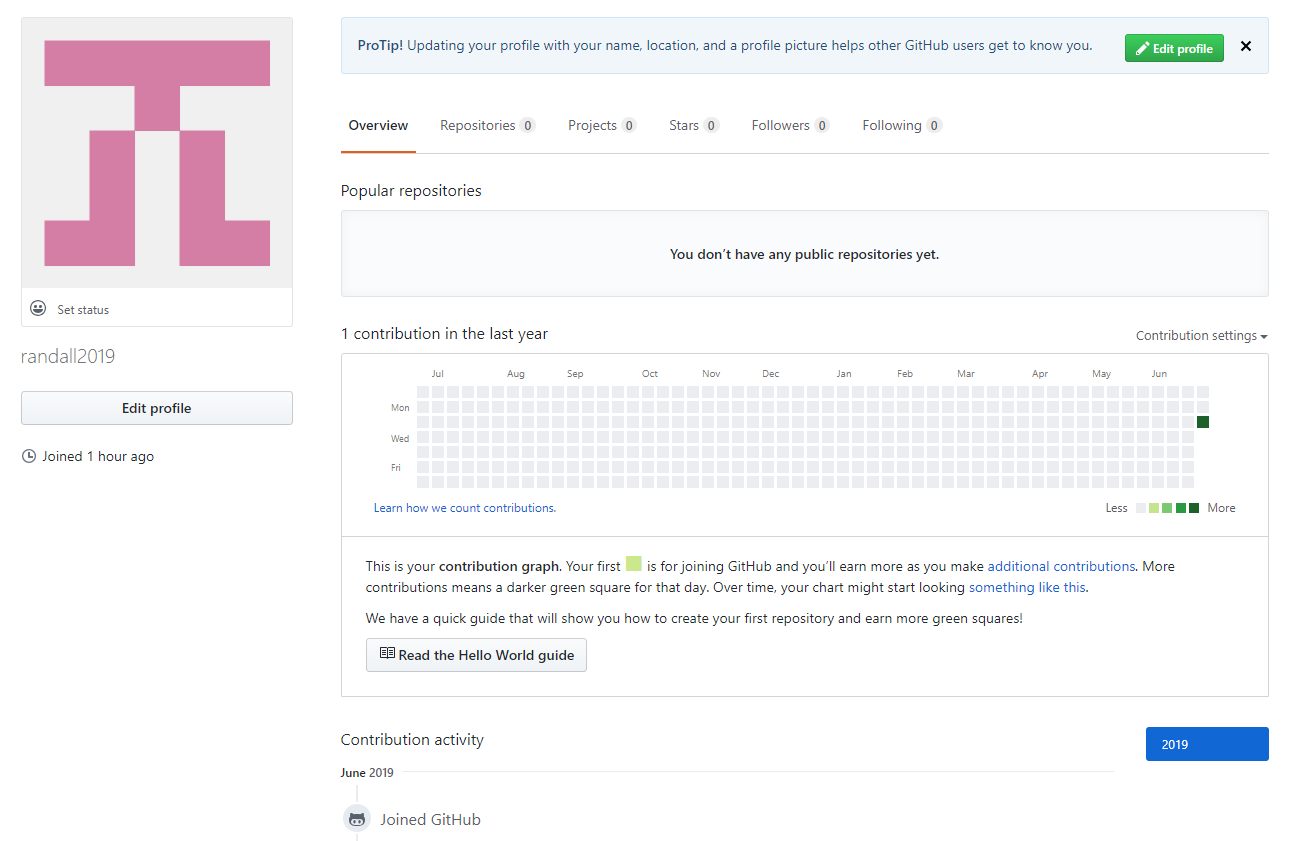 ProTip! Updating your profile with your name, location, and a profile picture helps other GitHub users get to know you.
Edit profile
Overview
Repositories 0
Projects 0
Stars 0
Followers 0
Following 0
Set status
randall2019
Edit profile
Joined 1 hour ago
Popular repositories
You don’t have any public repositories yet.
1 contribution in the last year
Contribution settings
Jul Aug Sep Oct Nov Dec Jan Feb Mar Apr May Jun
Mon
Wed
Fri
Learn how we count contributions.
Less More
This is your contribution graph. Your first is for joining GitHub and you’ll earn more as you make additional contributions. More
contributions means a darker green square for that day. Over time, your chart might start looking something like this.
We have a quick guide that will show you how to create your first repository and earn more green squares!
Read the Hello World guide
Contribution activity
2019
June 2019
Joined GitHub